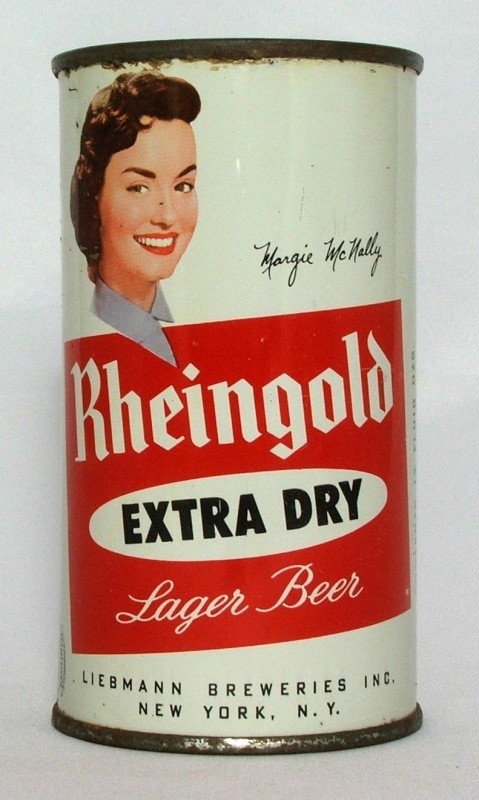 Margie McNally
Rheingold
EXTRA DRY
Lager Beer
LIEBMANN BREWERIES INC.
NEW YORK, N.Y.